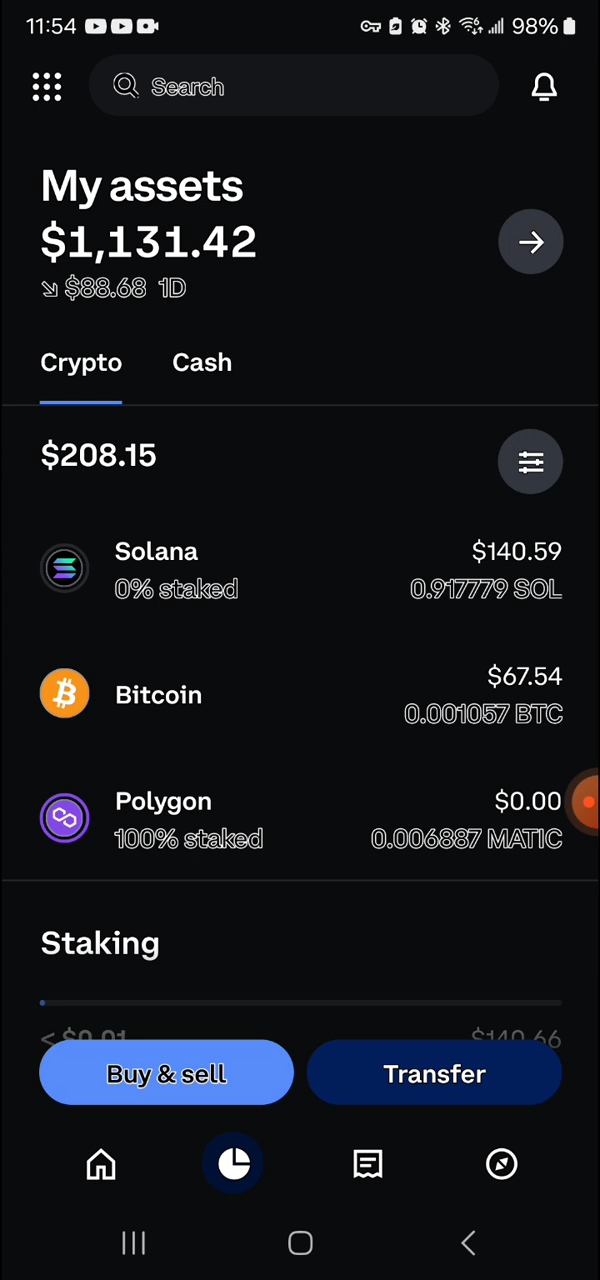 11:54 98%
Search
My assets
$1,131.42
↘ $88.68 1D
Crypto Cash
$208.15
Solana $140.59
0% staked 0.917779 SOL
Bitcoin $67.54
0.001057 BTC
Polygon $0.00
100% staked 0.006887 MATIC
Staking
< $0.01 $140.66
Buy & sell Transfer